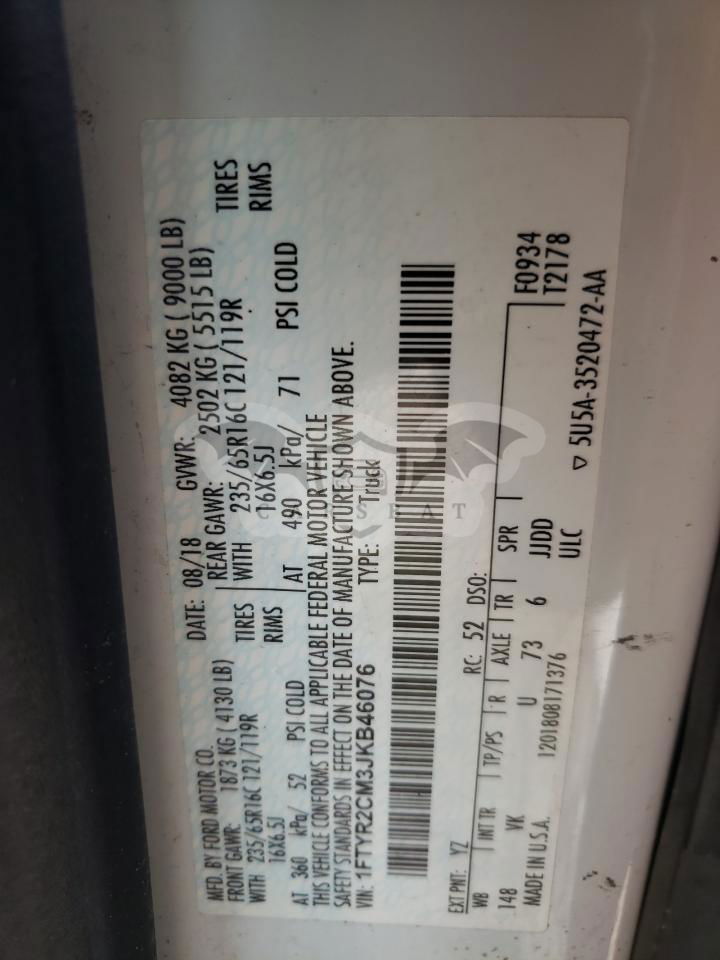 MFD. BY FORD MOTOR CO.
DATE: 08/18 GVWR: 4082 KG ( 9000 LB)
FRONT GAWR: 1873 KG ( 4130 LB)
REAR GAWR: 2502 KG ( 5515 LB)
WITH 235/65R16C 121/119R TIRES
WITH 235/65R16C 121/119R TIRES
16X6.5J RIMS
16X6.5J RIMS
AT 360 kPa/ 52 PSI COLD
AT 490 kPa/ 71 PSI COLD
THIS VEHICLE CONFORMS TO ALL APPLICABLE FEDERAL MOTOR VEHICLE
SAFETY STANDARDS IN EFFECT ON THE DATE OF MANUFACTURE SHOWN ABOVE.
VIN: 1FTYR2CM3JKB46076 TYPE: Truck
EXT PNT: YZ RC: 52 DSO:
WB INT TR TP/PS R AXLE TR SPR F0934
148 VK U 73 6 JJDD T2178
MADE IN U.S.A. 1201808171376 ULC
5U5A-3520472-AA